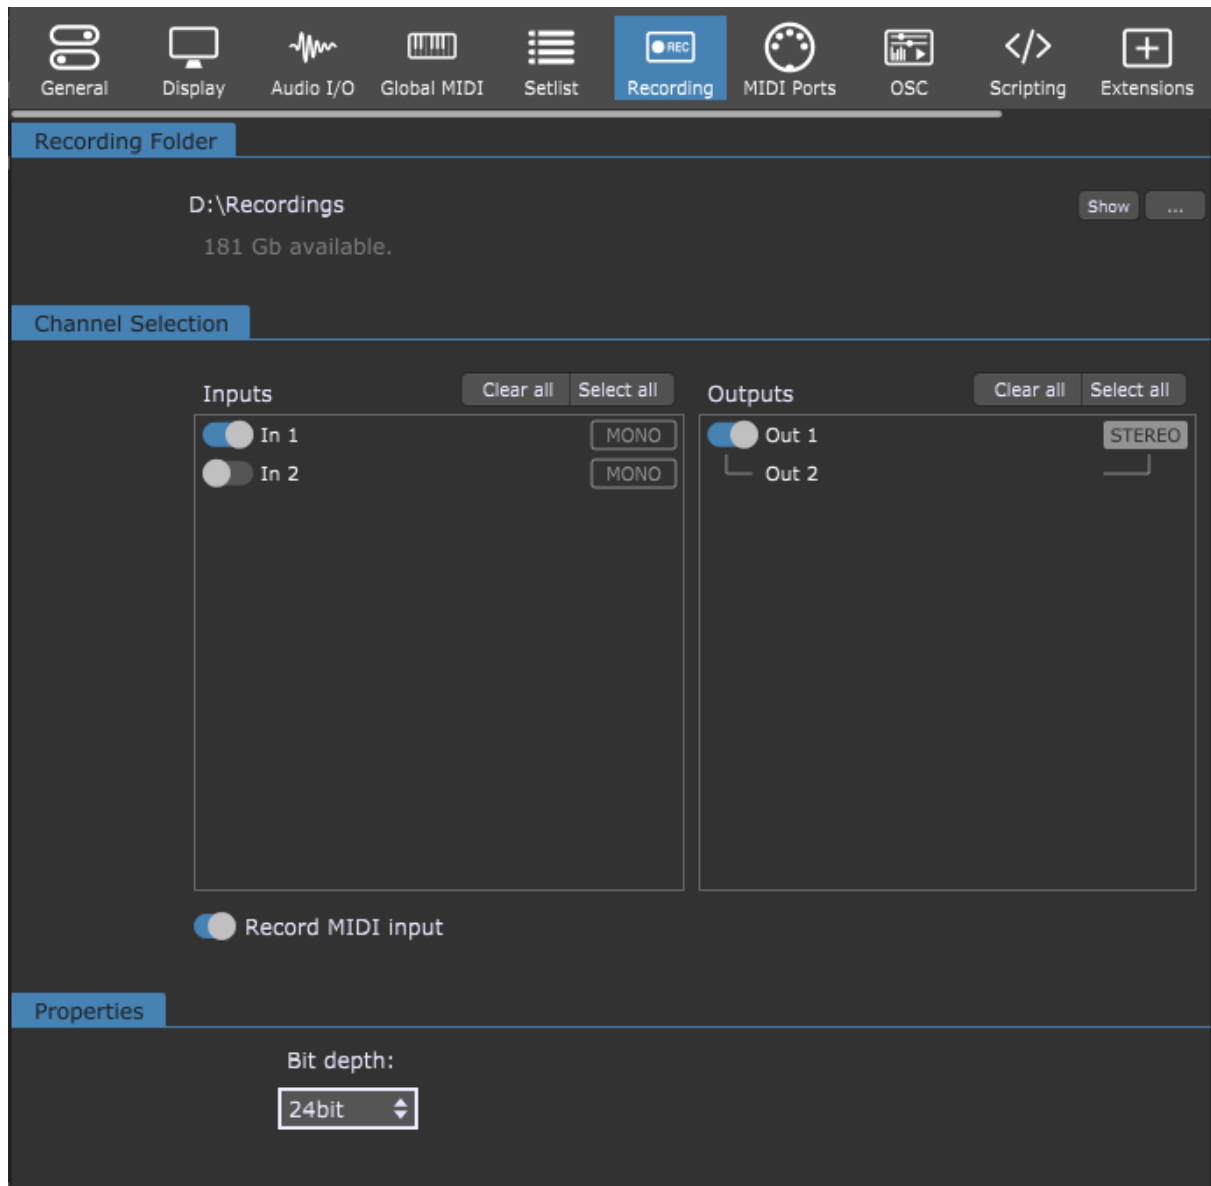 REC
General Display Audio I/O Global MIDI Setlist Recording MIDI Ports OSC Scripting Extensions
Recording Folder
D:\Recordings Show ...
181 Gb available.
Channel Selection
Inputs Clear all Select all Outputs Clear all Select all
In 1 MONO Out 1 STEREO
In 2 MONO Out 2
Record MIDI input
Properties
Bit depth:
24bit